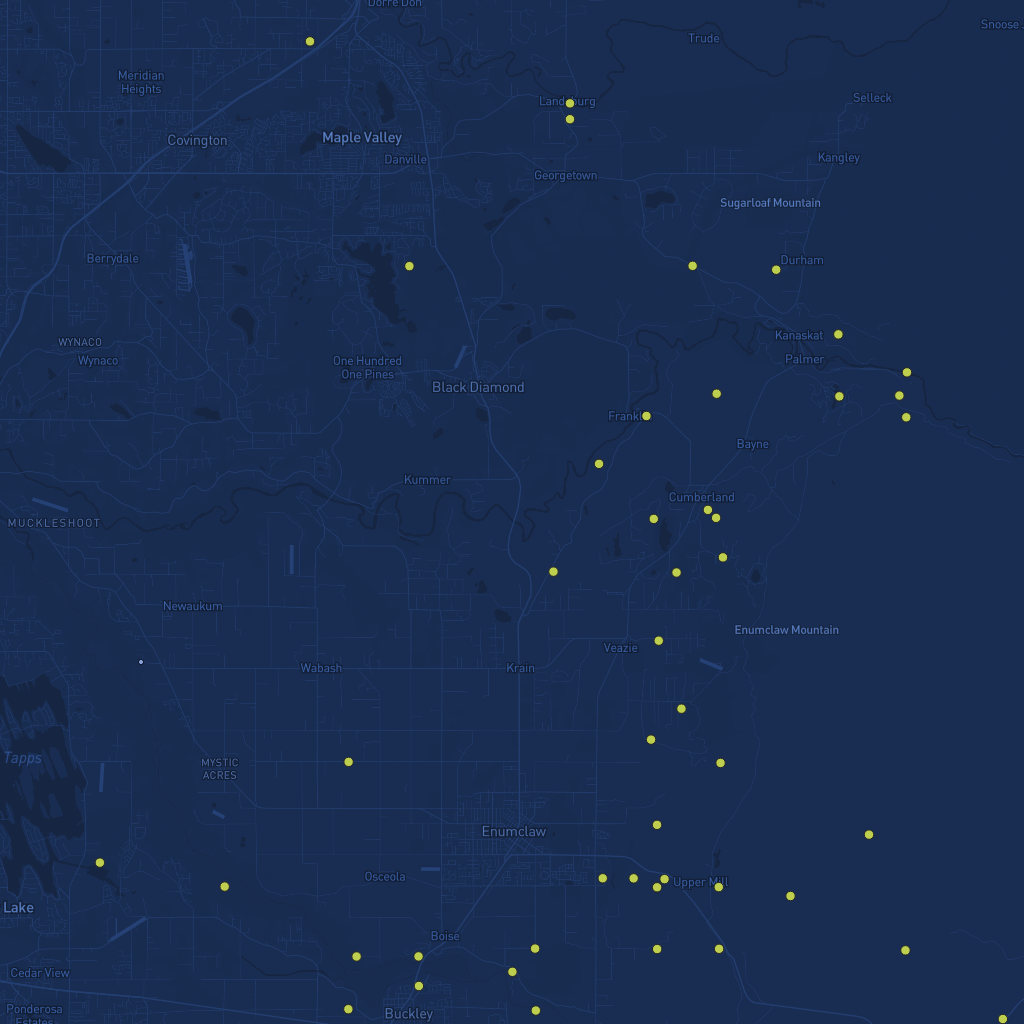 Dorre Don
Snoose
Trude
Meridian
Heights
Landsburg
Selleck
Covington
Maple Valley
Danville
Kangley
Georgetown
Sugarloaf Mountain
Berrydale
Durham
WYNACO
Wynaco
Kanaskat
Palmer
One Hundred
One Pines
Black Diamond
Bayne
Kummer
Cumberland
MUCKLESHOOT
Newaukum
Enumclaw Mountain
Veazie
Wabash
Krain
Tapps
MYSTIC
ACRES
Enumclaw
Osceola
Upper Mill
Lake
Boise
Cedar View
Buckley
Ponderosa
Estates